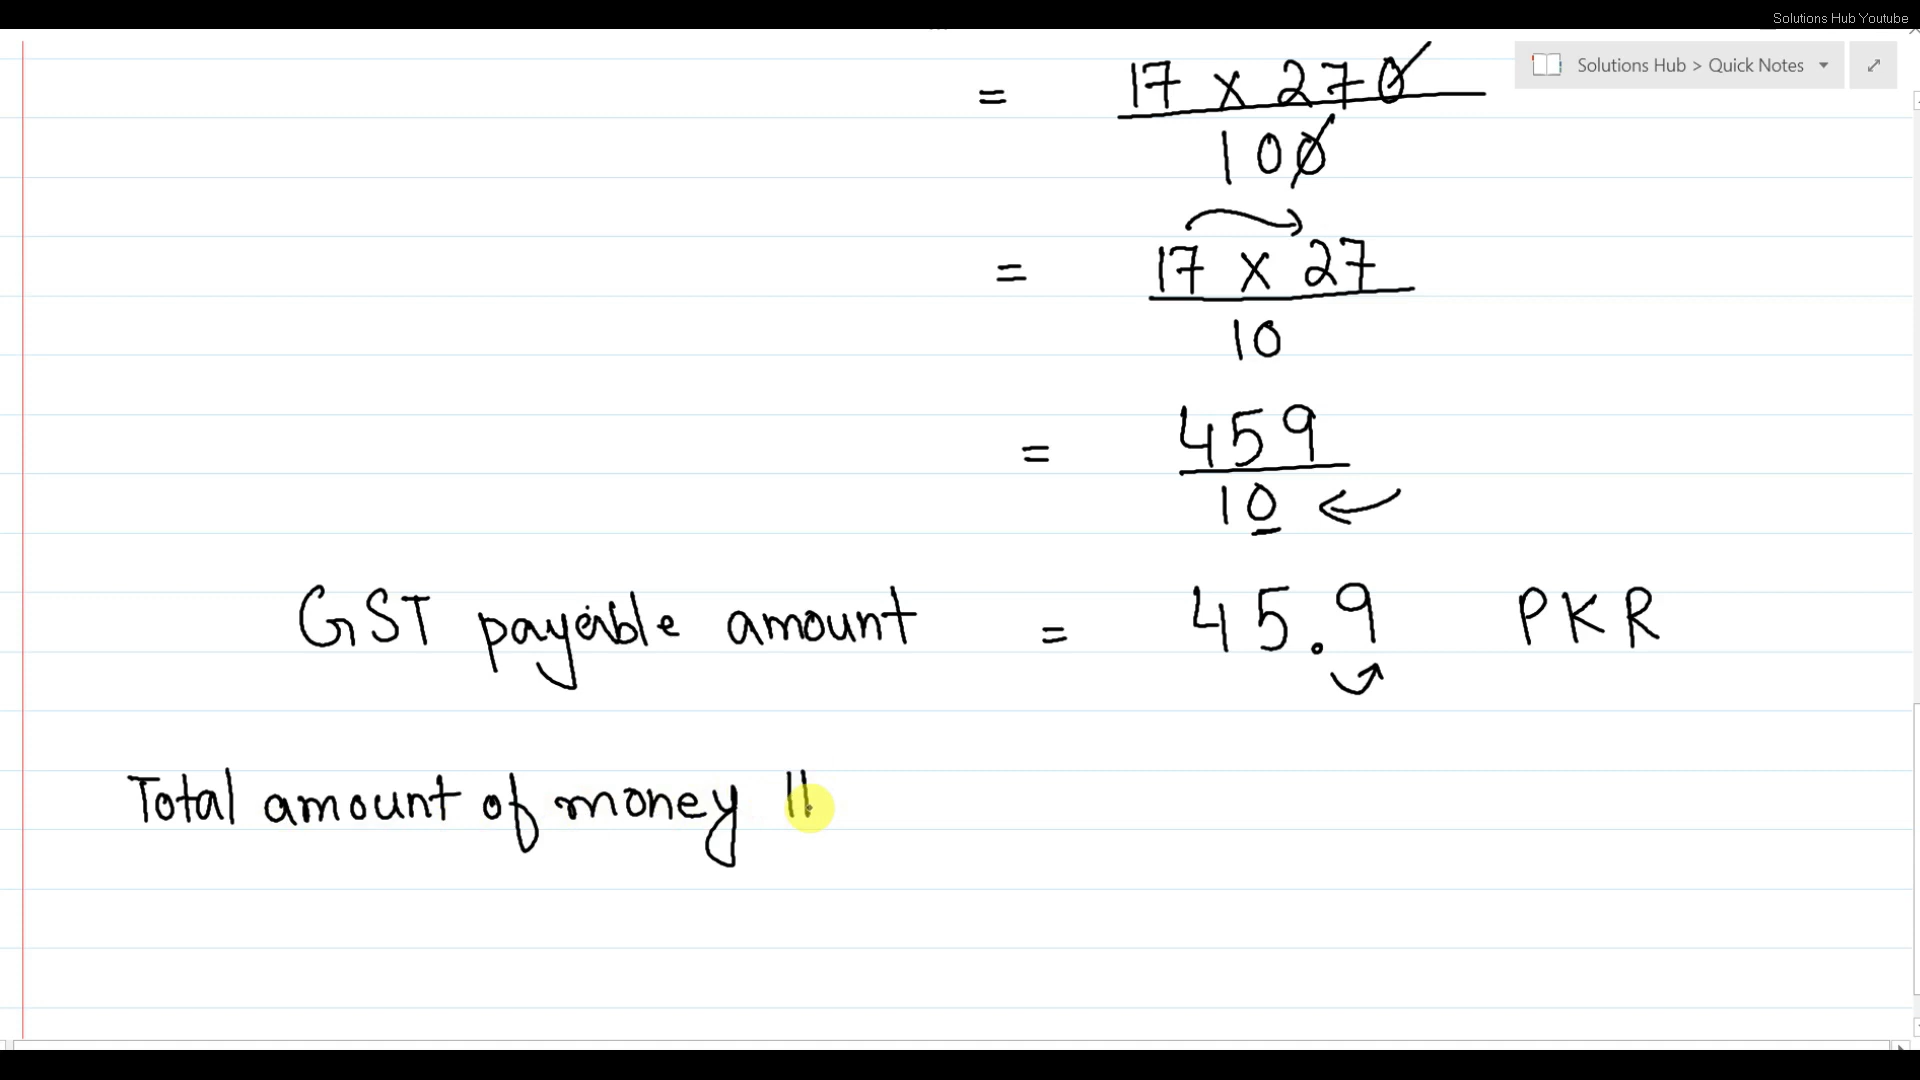 Solutions Hub Youtube
Solutions Hub > Quick Notes
= 17 x 270
100
= 17 x 27
10
= 459
10
GST payable amount = 45.9 PKR
Total amount of money